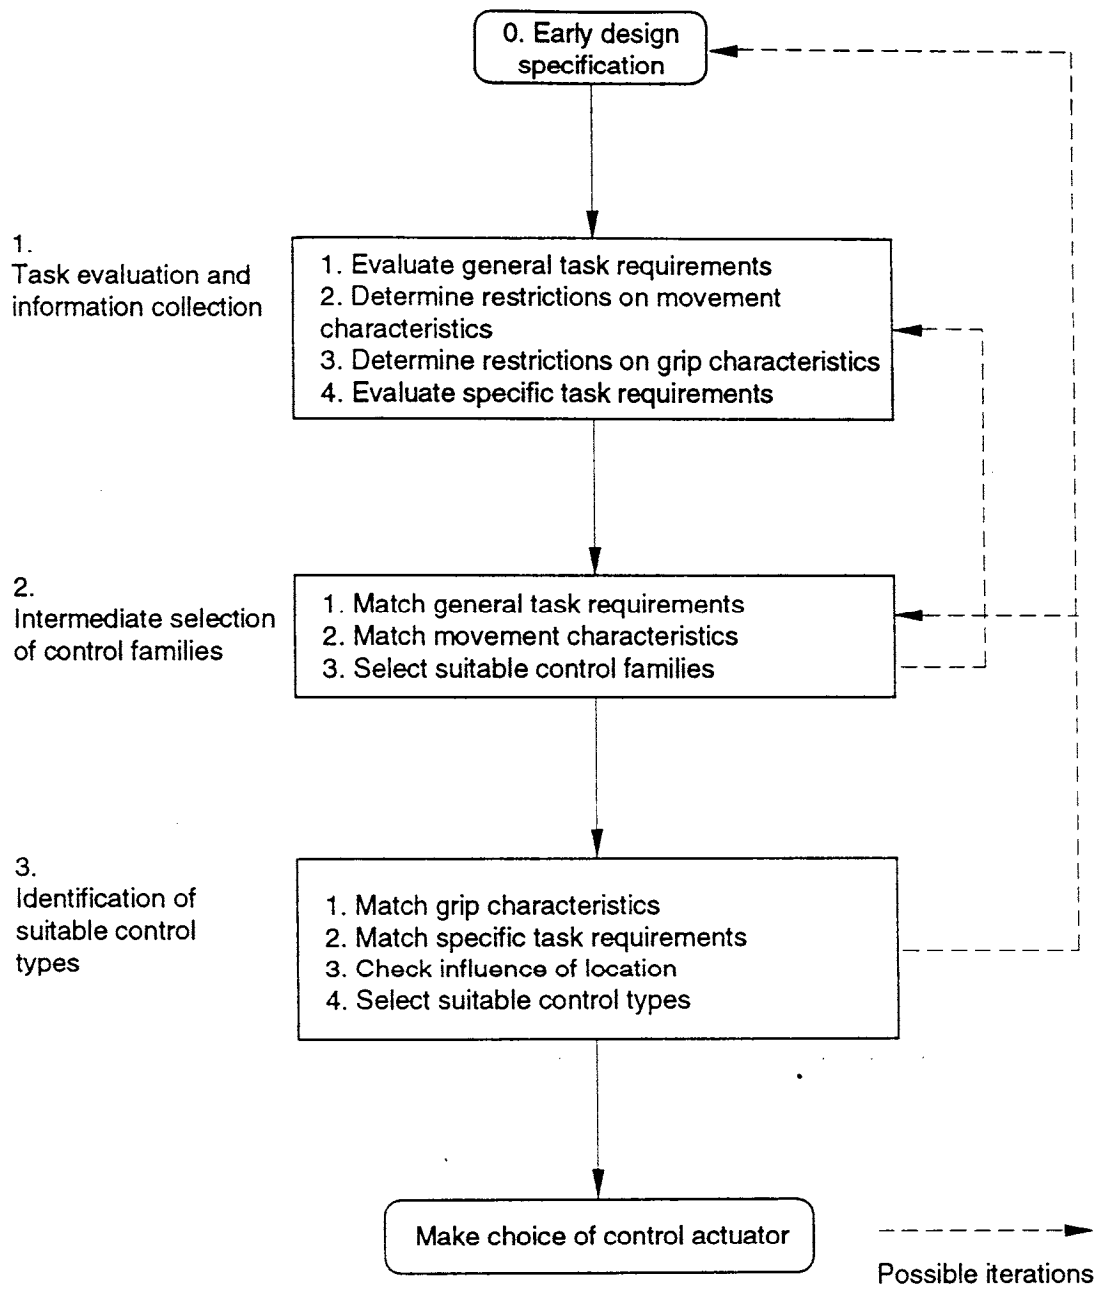 0. Early design
specification
1.
Task evaluation and
information collection
1. Evaluate general task requirements
2. Determine restrictions on movement
characteristics
3. Determine restrictions on grip characteristics
4. Evaluate specific task requirements
2.
Intermediate selection
of control families
1. Match general task requirements
2. Match movement characteristics
3. Select suitable control families
3.
Identification of
suitable control
types
1. Match grip characteristics
2. Match specific task requirements
3. Check influence of location
4. Select suitable control types
Make choice of control actuator
Possible iterations